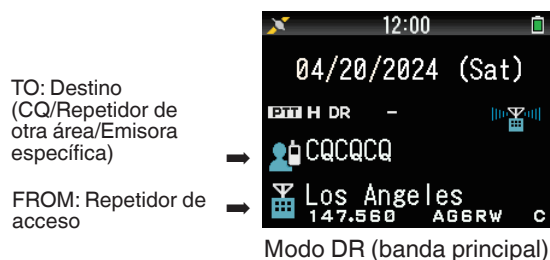 12:00
04/20/2024 (Sat)
PTT H DR -
TO: Destino
(CQ/Repetidor de
otra área/Emisora
específica)
CQCQCQ
FROM: Repetidor de
acceso
Los Angeles
147.560 AG6RW C
Modo DR (banda principal)